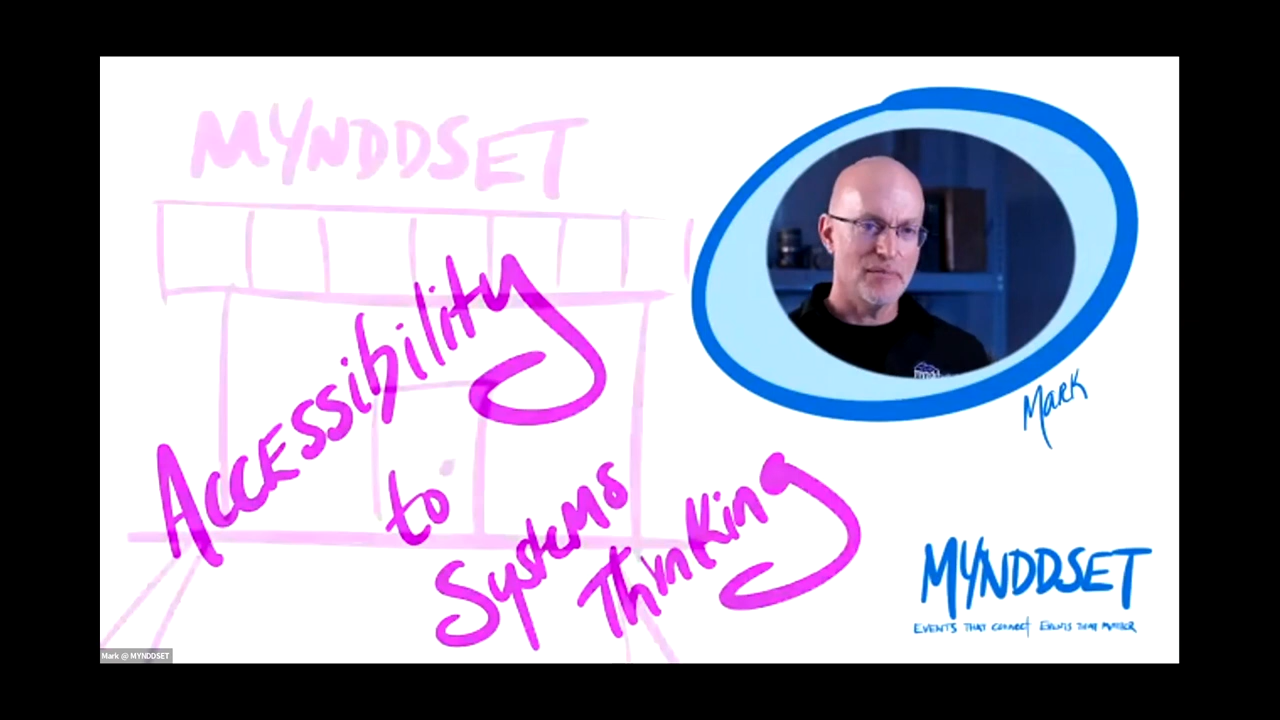 MYNDDSET
Accessibility
to
Systems
Thinking
Mark
MYNDDSET
EVENTS THAT CONNECT EVENTS THAT MATTER
Mark @ MYNDDSET